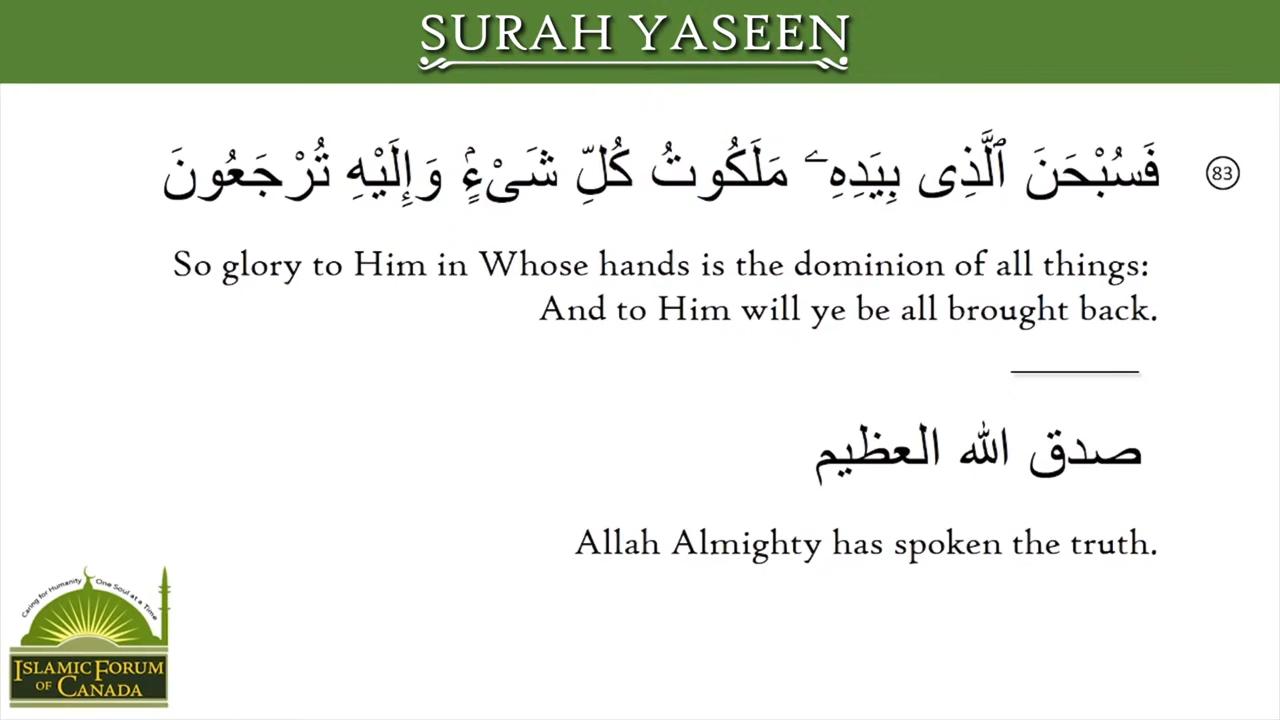 SURAH YASEEN
فَسُبْحَنَ ٱلَّذِى بِيَدِهِۦ مَلَكُوتُ كُلِّ شَىْءٍۢ وَإِلَيْهِ تُرْجَعُونَ 83
So glory to Him in Whose hands is the dominion of all things:
And to Him will ye be all brought back.
صدق الله العظيم
Allah Almighty has spoken the truth.
Caring for Humanity One Soul at a Time
ISLAMIC FORUM
OF CANADA